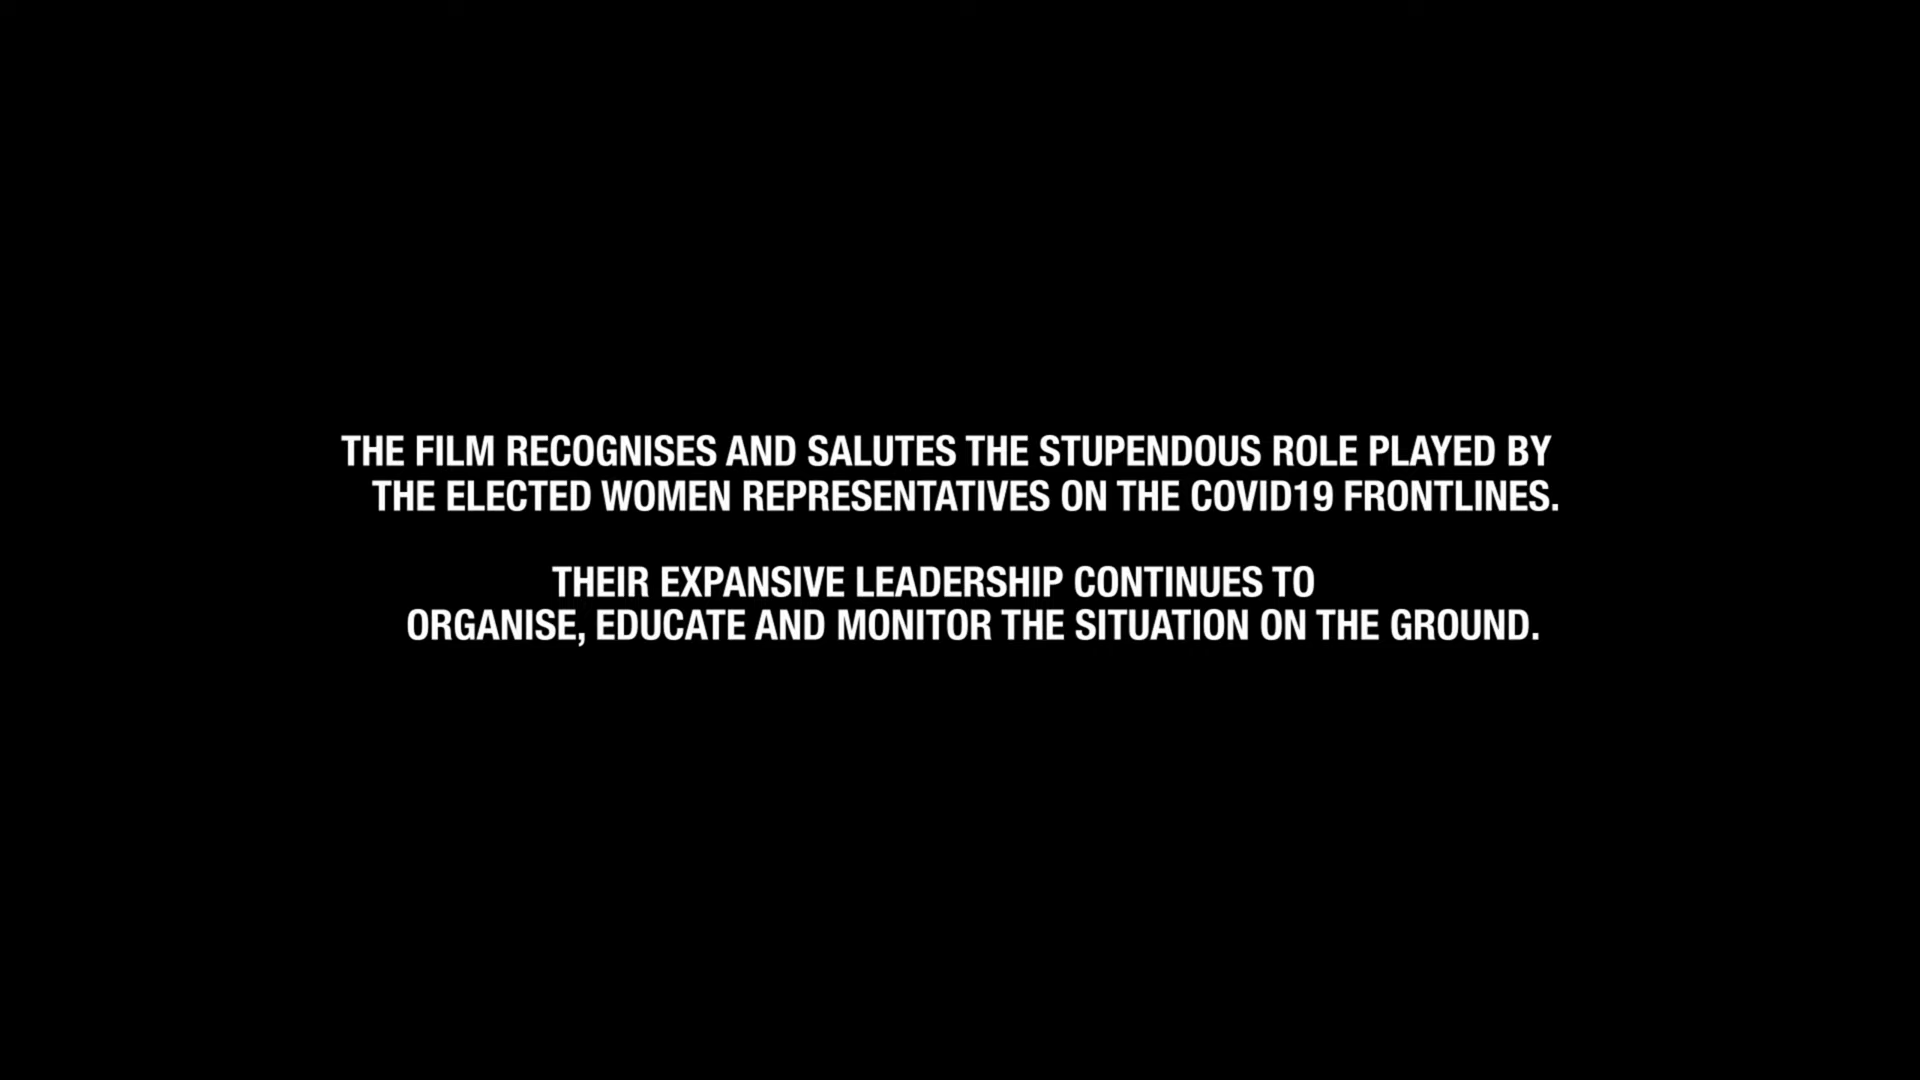 THE FILM RECOGNISES AND SALUTES THE STUPENDOUS ROLE PLAYED BY
THE ELECTED WOMEN REPRESENTATIVES ON THE COVID19 FRONTLINES.
THEIR EXPANSIVE LEADERSHIP CONTINUES TO
ORGANISE, EDUCATE AND MONITOR THE SITUATION ON THE GROUND.